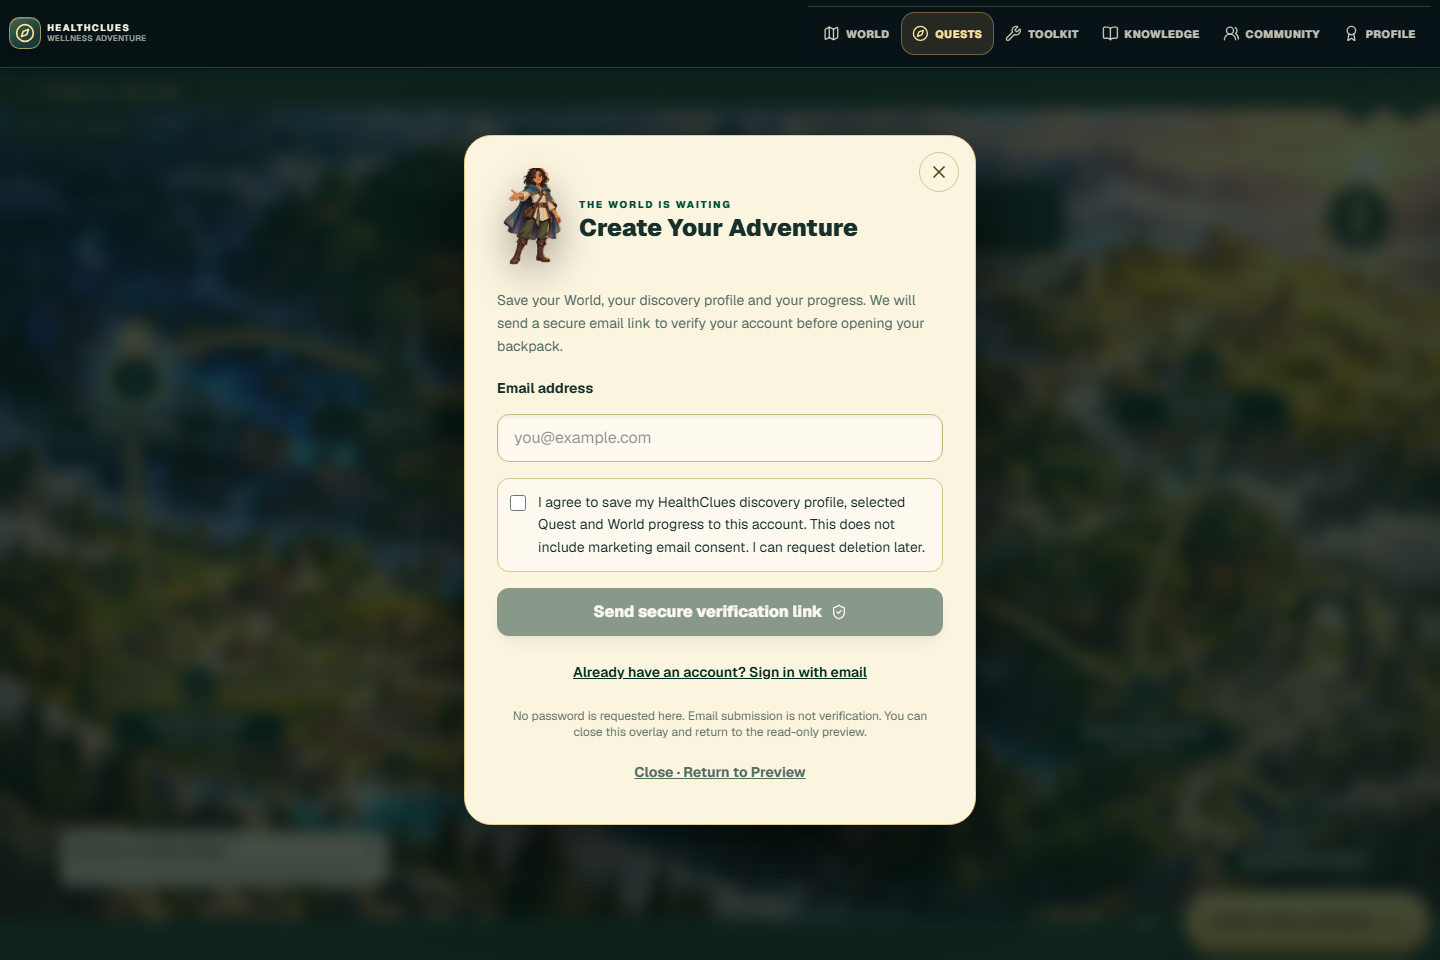 HEALTHCLUES
WELLNESS ADVENTURE
WORLD
QUESTS
TOOLKIT
KNOWLEDGE
COMMUNITY
PROFILE
THE WORLD IS WAITING
Create Your Adventure
Save your World, your discovery profile and your progress. We will
send a secure email link to verify your account before opening your
backpack.
Email address
you@example.com
I agree to save my HealthClues discovery profile, selected
Quest and World progress to this account. This does not
include marketing email consent. I can request deletion later.
Send secure verification link
Already have an account? Sign in with email
No password is requested here. Email submission is not verification. You can
close this overlay and return to the read-only preview.
Close · Return to Preview